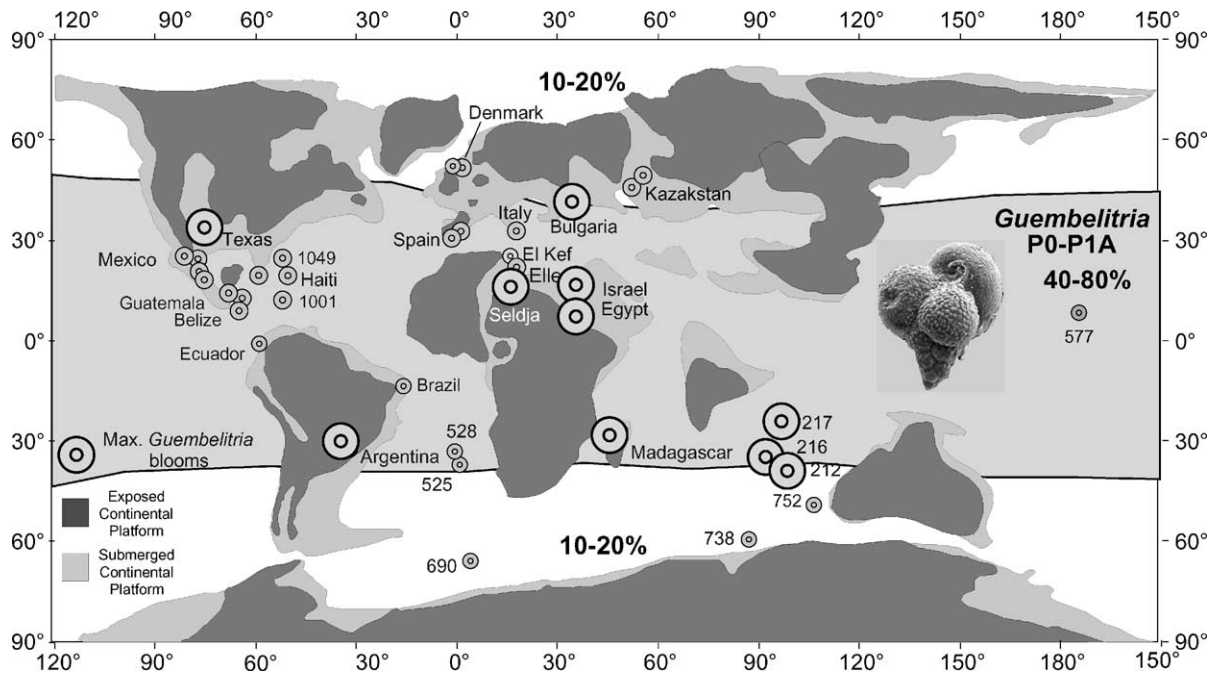 120° 90° 60° 30° 0° 30° 60° 90° 120° 150° 180° 150°
90° 90°
10-20%
Denmark
60° 60°
Kazakstan
Italy
Bulgaria
Guembelitria
P0-P1A
40-80%
Texas
Spain
30° 30°
Mexico
1049
El Kef
Elle
Haiti
Israel
Egypt
Guatemala
1001
Seldja
Belize
577
0° 0°
Ecuador
Brazil
217
Max. Guembelitria
blooms
528
216
30° 30°
Argentina
Madagascar
212
525
752
Exposed
Continental
Platform
738
60° 10-20% 60°
Submerged
Continental
Platform
690
90° 90°
120° 90° 60° 30° 0° 30° 60° 90° 120° 150° 180° 150°